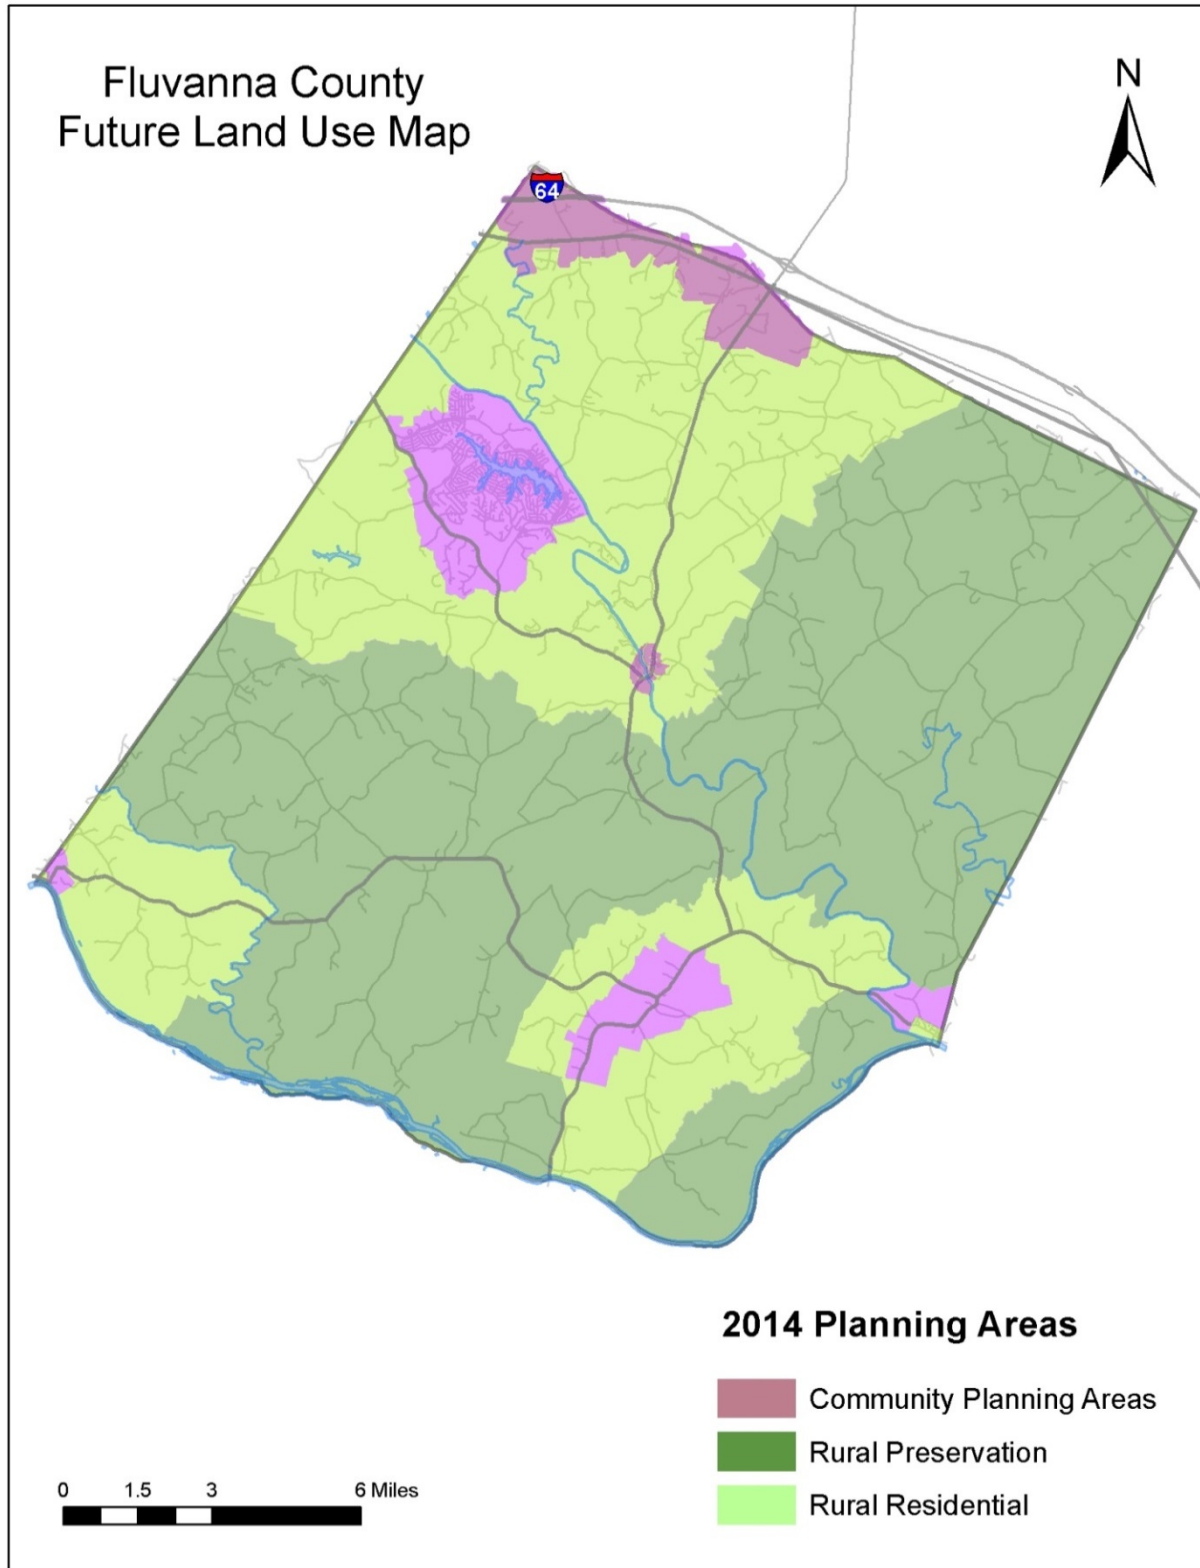 Fluvanna County
Future Land Use Map
N
64
2014 Planning Areas
Community Planning Areas
Rural Preservation
Rural Residential
0 1.5 3 6 Miles